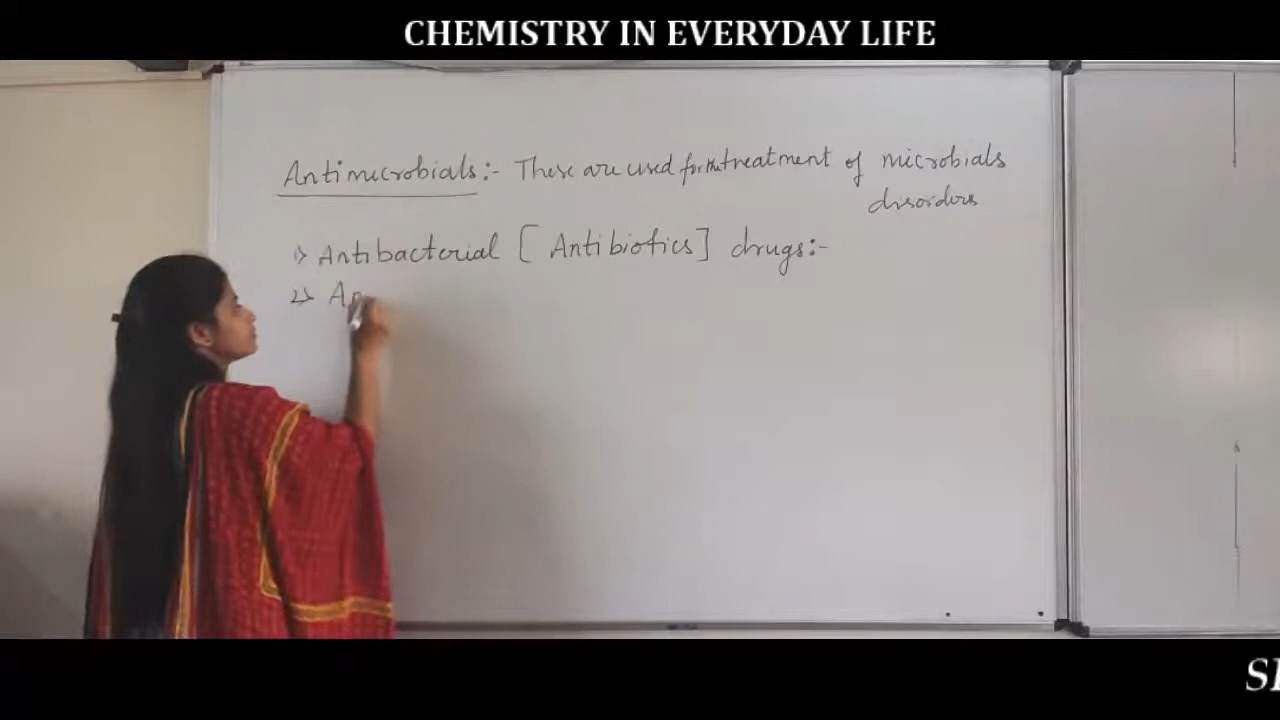 CHEMISTRY IN EVERYDAY LIFE
Antimicrobials :- These are used for the treatment of microbials
disorders
1> Antibacterial [ Antibiotics] drugs :-
2> An